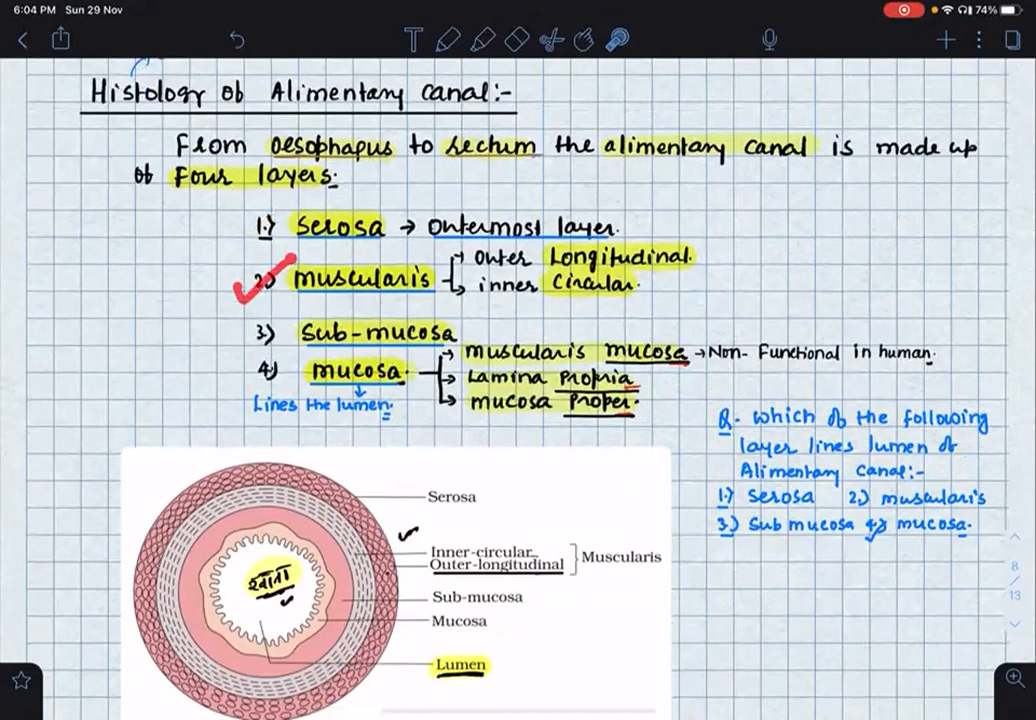 6:04 PM Sun 29 Nov
74%
Histology of Alimentary canal:-
From oesophapus to rectum the alimentary canal is made up
of Four layers.
1.) Serosa → Outermost layer.
2.) muscularis → outer Longitudinal.
→ inner Circular.
3) Sub-mucosa
4.) mucosa. → muscularis mucosa → Non-Functional in human.
→ Lamina Propria
→ mucosa Proper.
Lines the lumen.
Q. which of the following
layer lines lumen of
Alimentary Canal:-
1.) Serosa 2.) muscularis
3.) Sub mucosa 4.) mucosa.
Serosa
Inner-circular
Outer-longitudinal
Muscularis
Sub-mucosa
Mucosa
Lumen
8
/
13